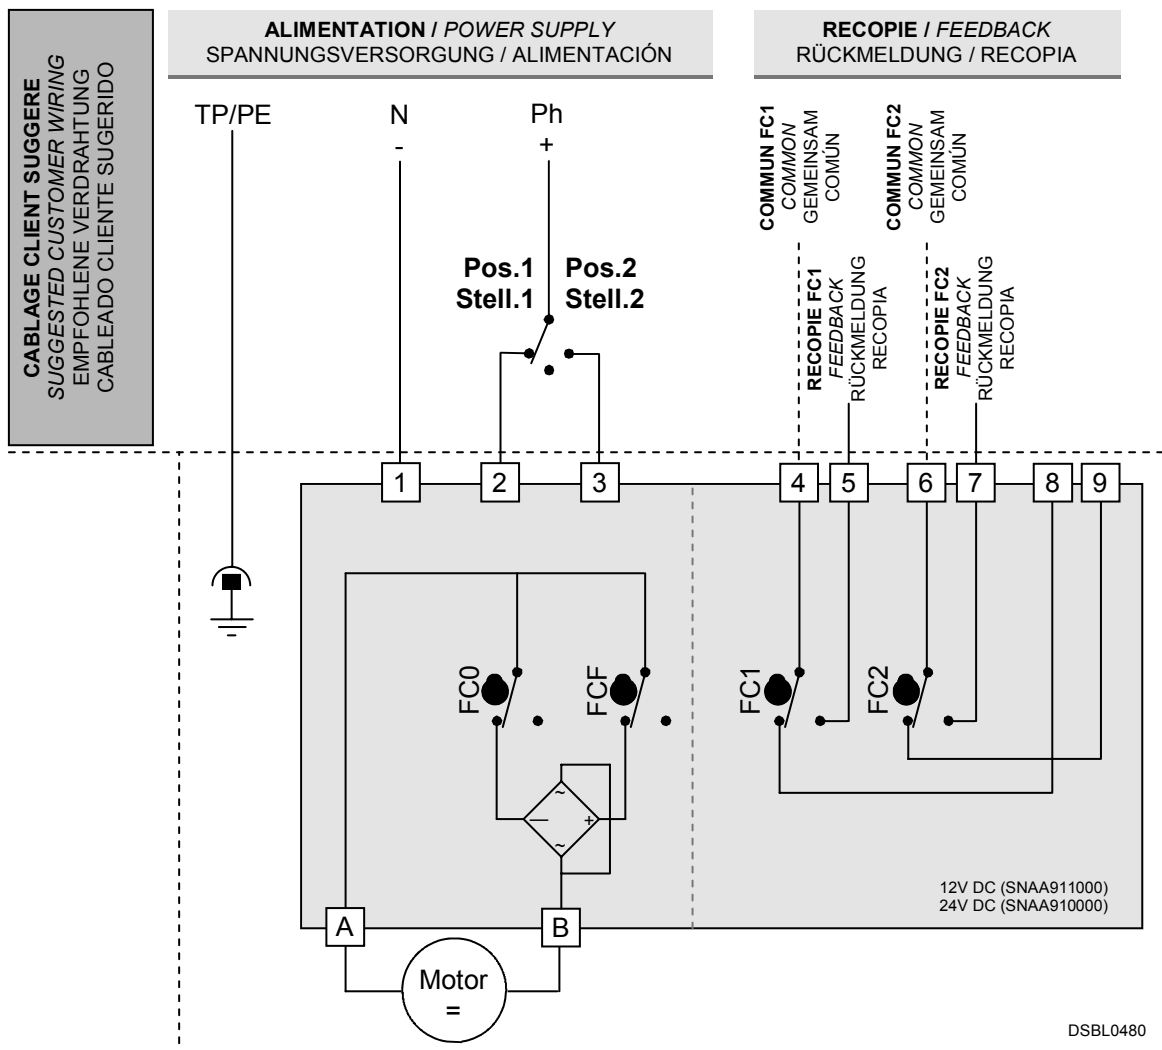 CABLAGE CLIENT SUGGERE
SUGGESTED CUSTOMER WIRING
EMPFOHLENE VERDRAHTUNG
CABLEADO CLIENTE SUGERIDO
ALIMENTATION / POWER SUPPLY
SPANNUNGSVERSORGUNG / ALIMENTACIÓN
RECOPIE / FEEDBACK
RÜCKMELDUNG / RECOPIA
TP/PE
N
-
Ph
+
Pos.1
Stell.1
Pos.2
Stell.2
COMMUN FC1
COMMON
GEMEINSAM
COMÚN
RECOPIE FC1
FEEDBACK
RÜCKMELDUNG
RECOPIA
COMMUN FC2
COMMON
GEMEINSAM
COMÚN
RECOPIE FC2
FEEDBACK
RÜCKMELDUNG
RECOPIA
1
2
3
4
5
6
7
8
9
FC0
FCF
FC1
FC2
~
—
+
~
12V DC (SNAA911000)
24V DC (SNAA910000)
A
B
Motor
=
DSBL0480